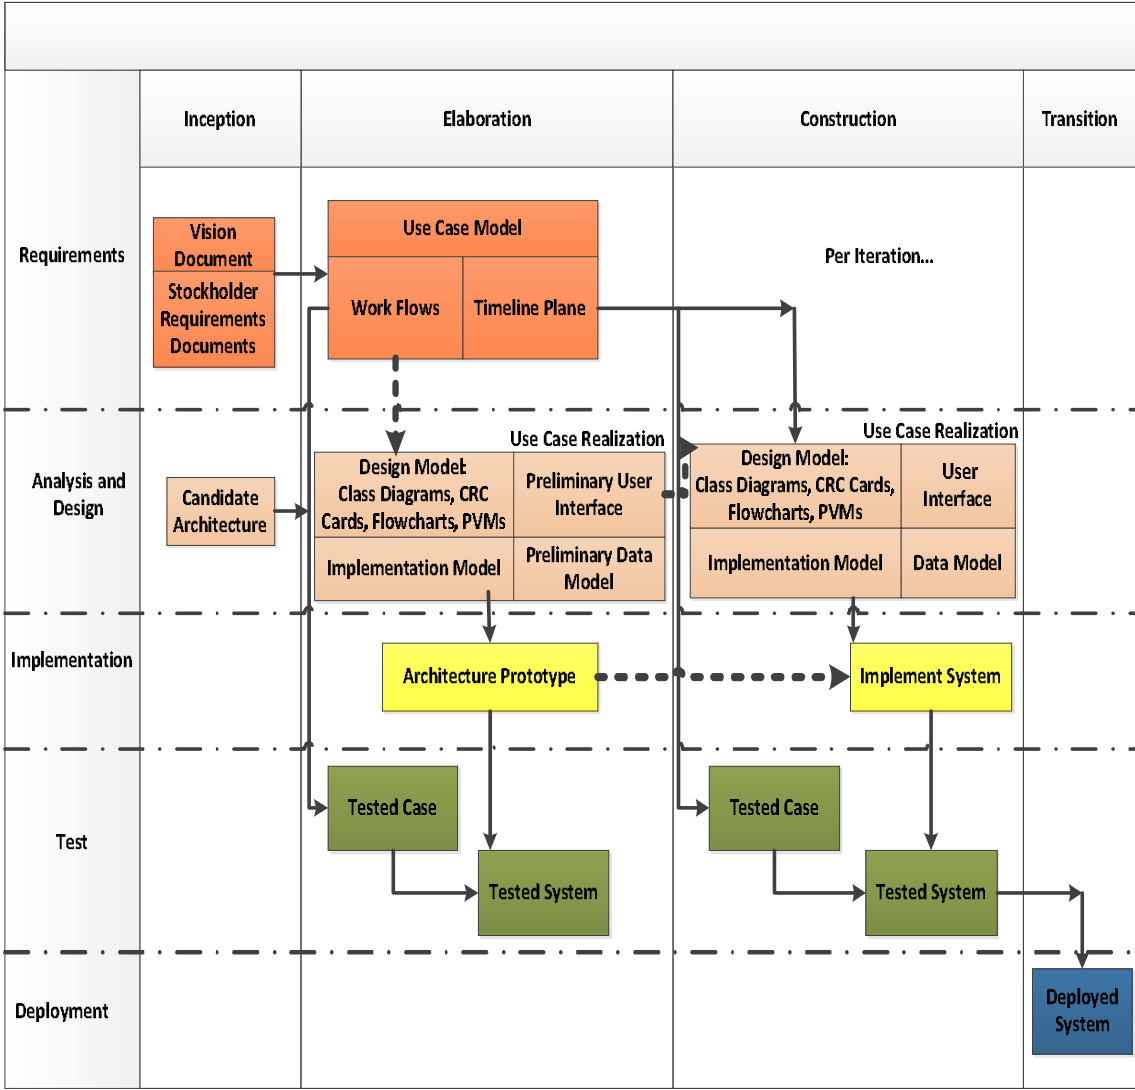 Inception
Elaboration
Construction
Transition
Requirements
Vision
Document
Stockholder
Requirements
Documents
Use Case Model
Work Flows
Timeline Plane
Per Iteration...
Analysis and
Design
Candidate
Architecture
Use Case Realization
Design Model:
Class Diagrams, CRC
Cards, Flowcharts, PVMs
Preliminary User
Interface
Implementation Model
Preliminary Data
Model
Use Case Realization
Design Model:
Class Diagrams, CRC Cards,
Flowcharts, PVMs
User
Interface
Implementation Model
Data Model
Implementation
Architecture Prototype
Implement System
Test
Tested Case
Tested System
Tested Case
Tested System
Deployment
Deployed
System